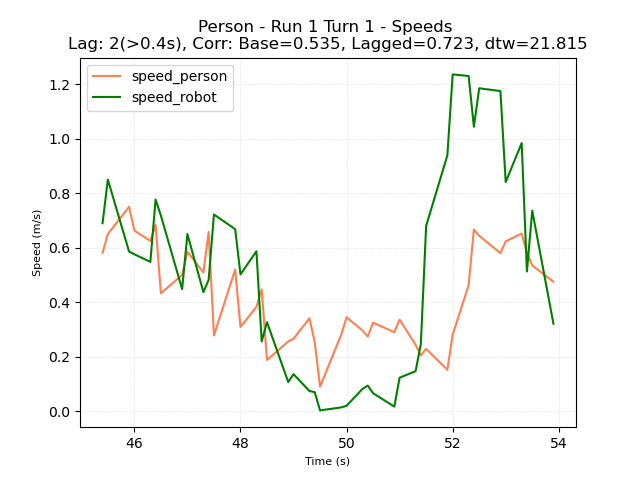 Person - Run 1 Turn 1 - Speeds
Lag: 2(>0.4s), Corr: Base=0.535, Lagged=0.723, dtw=21.815
speed_person
speed_robot
1.2
1.0
0.8
0.6
0.4
0.2
0.0
Speed (m/s)
46 48 50 52 54
Time (s)